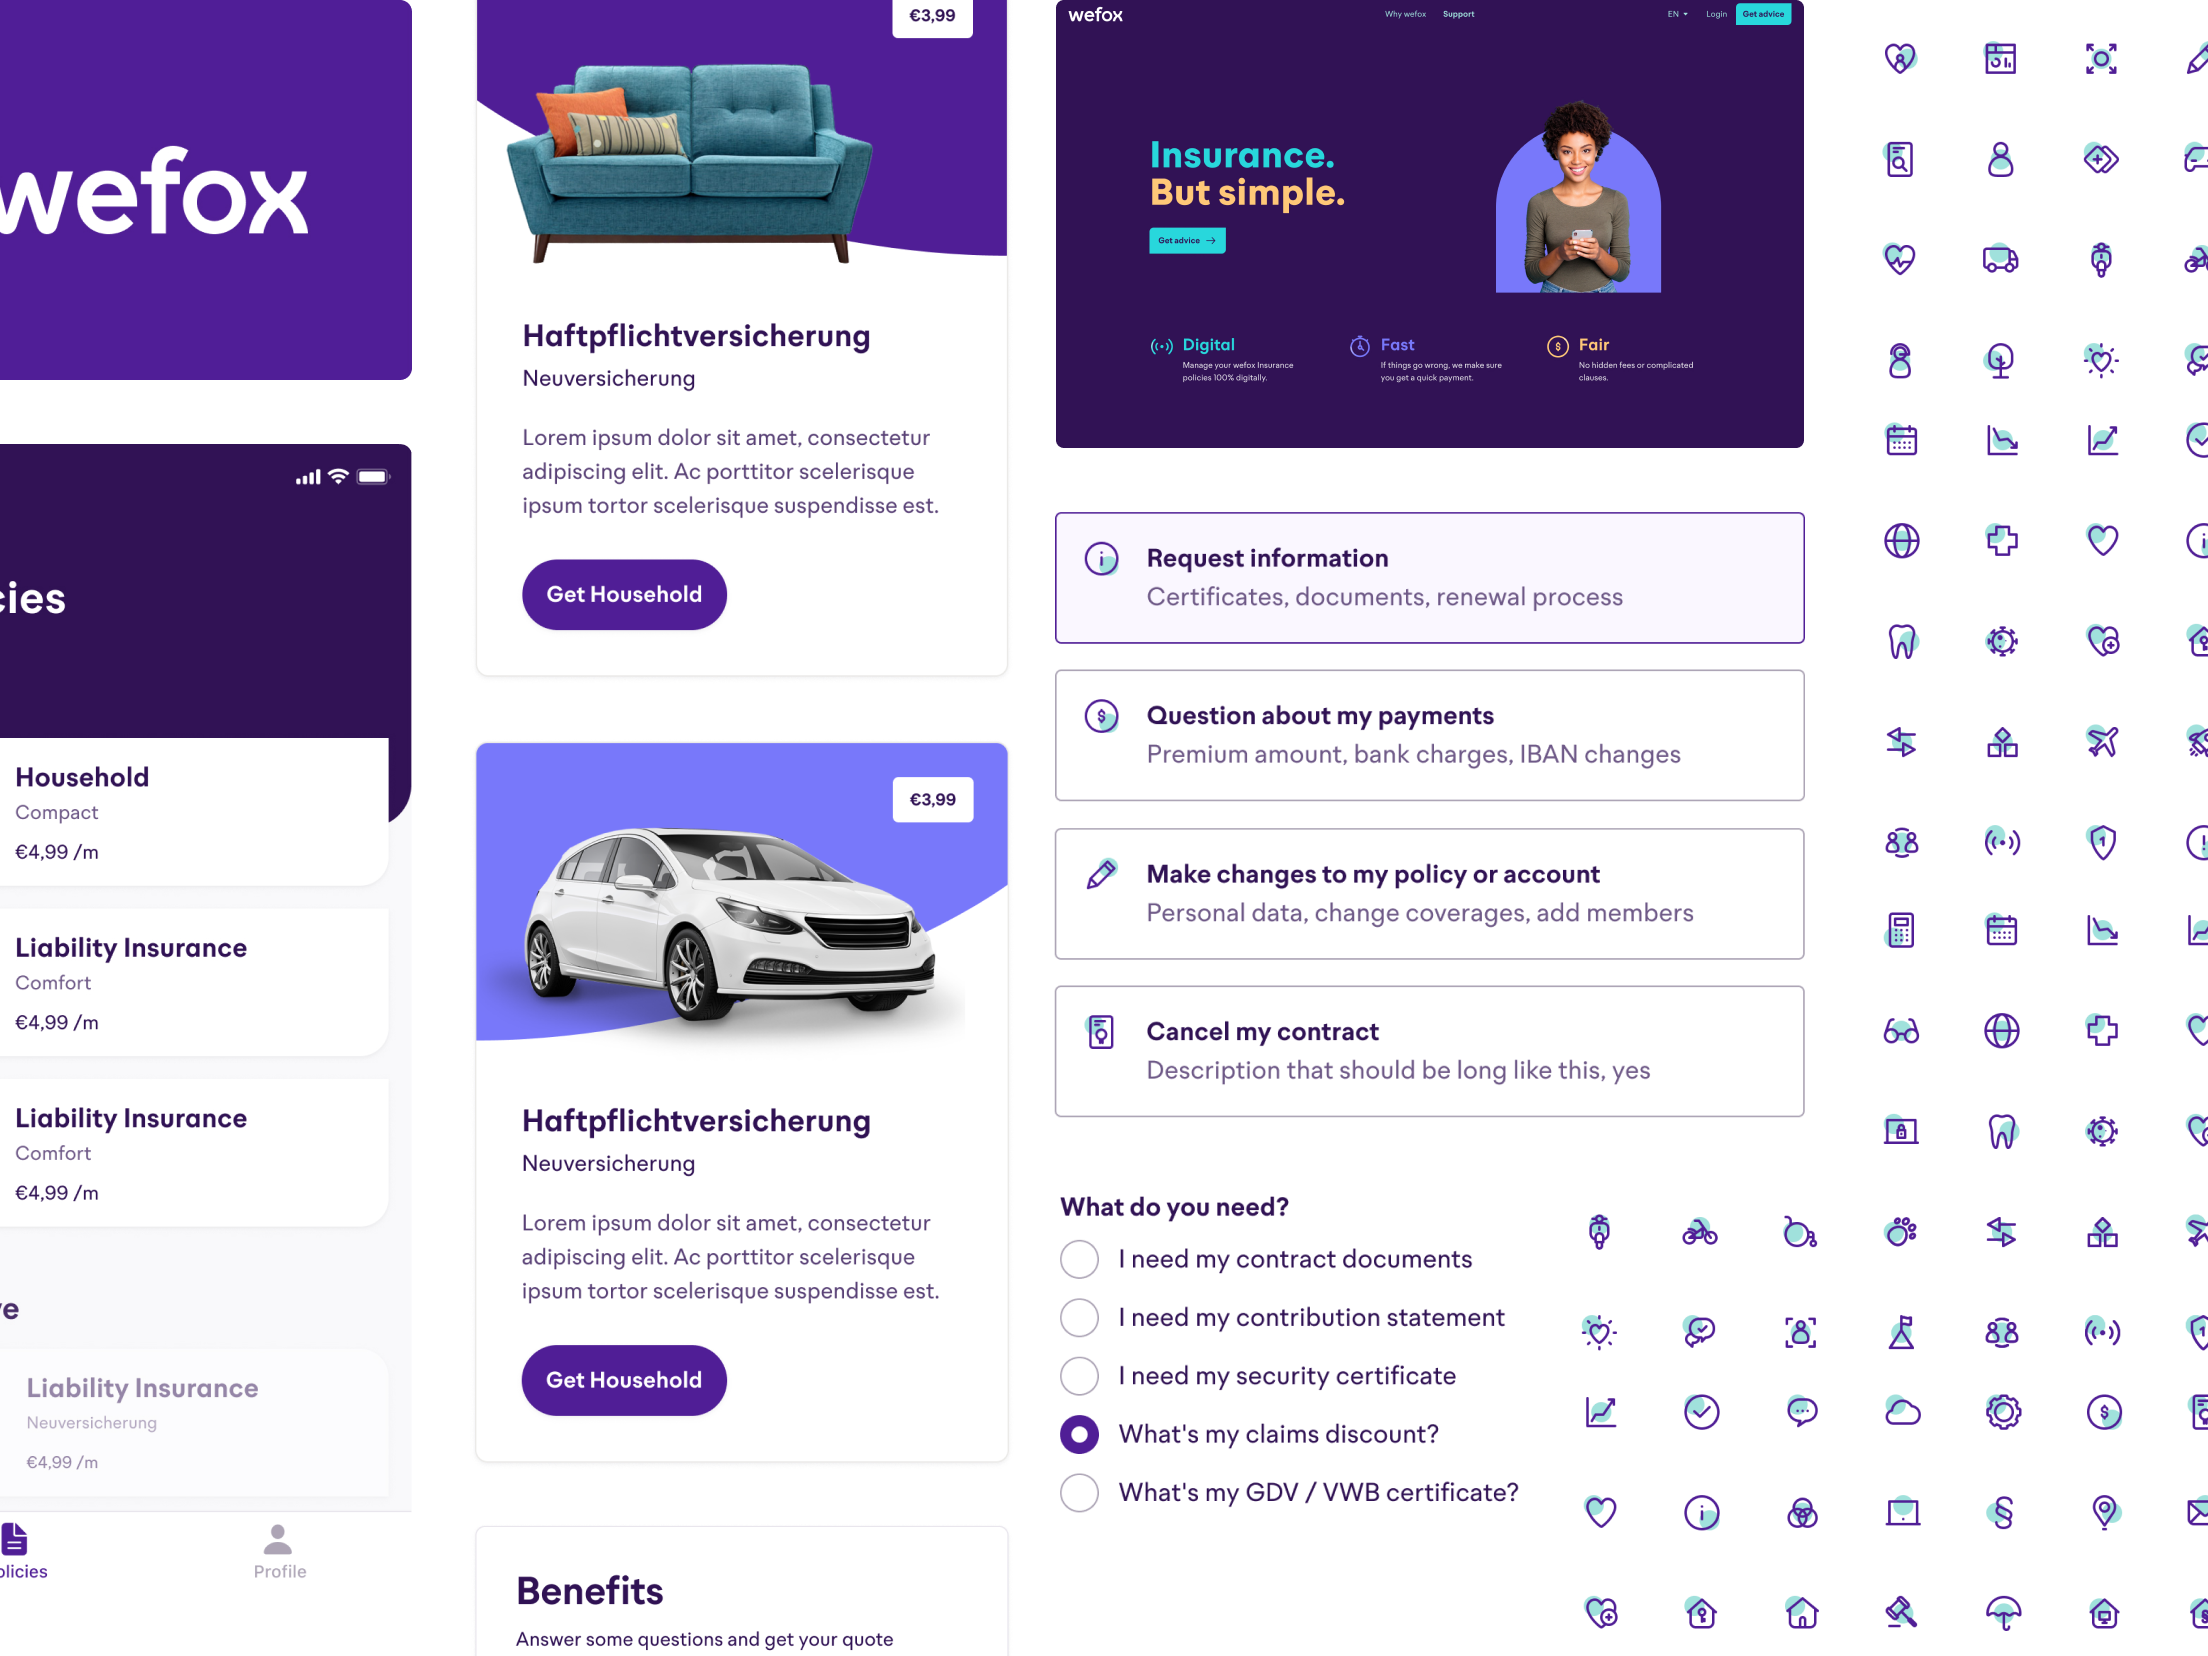 wefox
cies
Household
Compact
€4,99 /m
Liability Insurance
Comfort
€4,99 /m
Liability Insurance
Comfort
€4,99 /m
re
Liability Insurance
Neuversicherung
€4,99 /m
olicies
Profile
€3,99
Haftpflichtversicherung
Neuversicherung
Lorem ipsum dolor sit amet, consectetur
adipiscing elit. Ac porttitor scelerisque
ipsum tortor scelerisque suspendisse est.
Get Household
€3,99
Haftpflichtversicherung
Neuversicherung
Lorem ipsum dolor sit amet, consectetur
adipiscing elit. Ac porttitor scelerisque
ipsum tortor scelerisque suspendisse est.
Get Household
Benefits
Answer some questions and get your quote
wefox
Why wefox Support EN Login Get advice
Insurance.
But simple.
Get advice
Digital
Manage your wefox Insurance
policies 100% digitally.
Fast
If things go wrong, we make sure
you get a quick payment.
Fair
No hidden fees or complicated
clauses.
Request information
Certificates, documents, renewal process
Question about my payments
Premium amount, bank charges, IBAN changes
Make changes to my policy or account
Personal data, change coverages, add members
Cancel my contract
Description that should be long like this, yes
What do you need?
I need my contract documents
I need my contribution statement
I need my security certificate
What's my claims discount?
What's my GDV / VWB certificate?